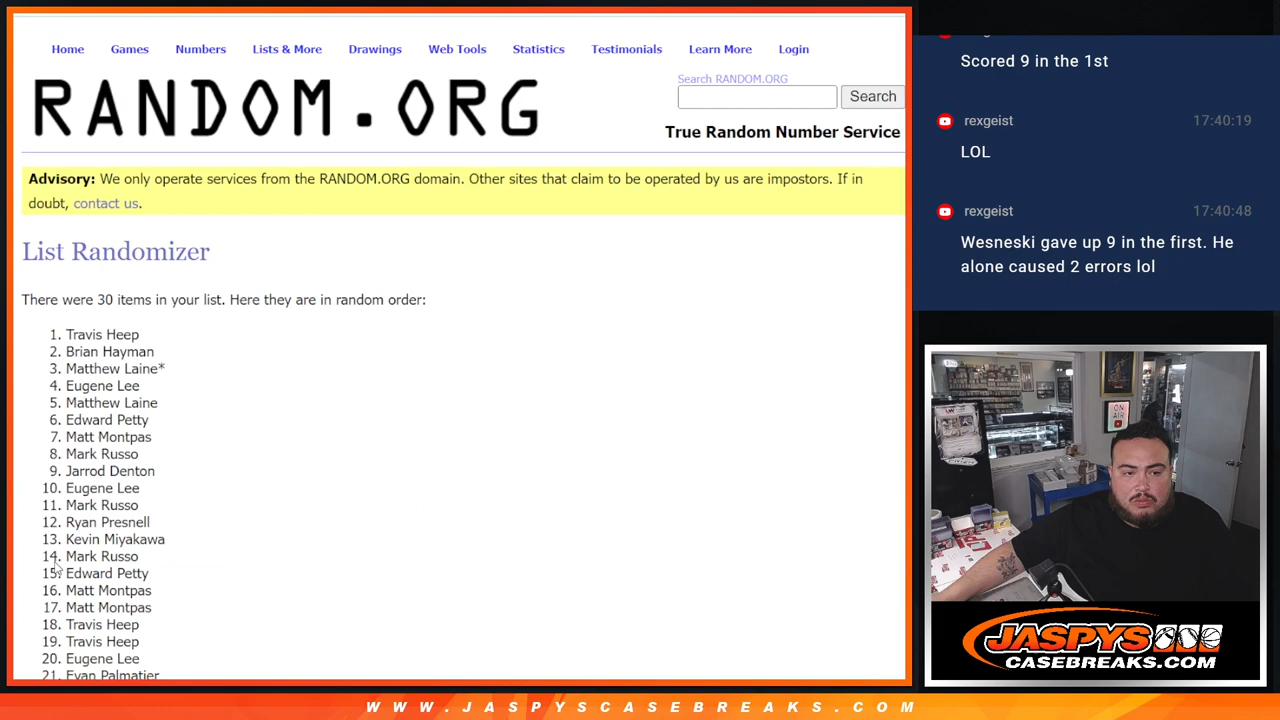 Home Games Numbers Lists & More Drawings Web Tools Statistics Testimonials Learn More Login
RANDOM.ORG
Search RANDOM.ORG
Search
True Random Number Service
Advisory: We only operate services from the RANDOM.ORG domain. Other sites that claim to be operated by us are impostors. If in
doubt, contact us.
List Randomizer
There were 30 items in your list. Here they are in random order:
1. Travis Heep
2. Brian Hayman
3. Matthew Laine*
4. Eugene Lee
5. Matthew Laine
6. Edward Petty
7. Matt Montpas
8. Mark Russo
9. Jarrod Denton
10. Eugene Lee
11. Mark Russo
12. Ryan Presnell
13. Kevin Miyakawa
14. Mark Russo
15. Edward Petty
16. Matt Montpas
17. Matt Montpas
18. Travis Heep
19. Travis Heep
20. Eugene Lee
21. Evan Palmatier
Scored 9 in the 1st
rexgeist 17:40:19
LOL
rexgeist 17:40:48
Wesneski gave up 9 in the first. He
alone caused 2 errors lol
ON
AIR
JASPYS
CASEBREAKS.COM
WWW.JASPYSCASEBREAKS.COM